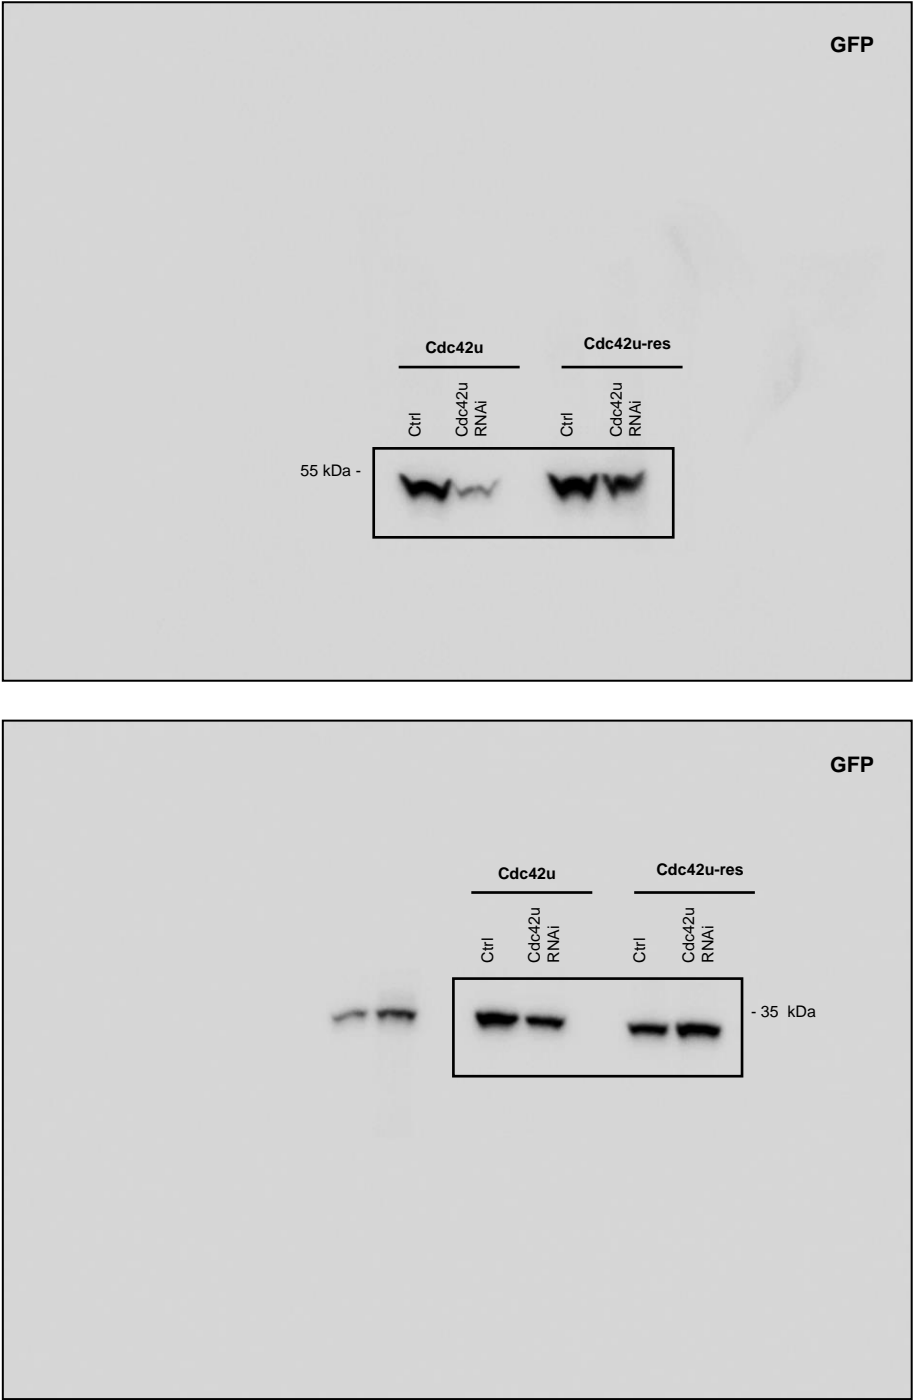 GFP
Cdc42u
Cdc42u-res
Ctrl
Cdc42u
RNAi
Ctrl
Cdc42u
RNAi
55 kDa -
GFP
Cdc42u
Cdc42u-res
Ctrl
Cdc42u
RNAi
Ctrl
Cdc42u
RNAi
- 35 kDa